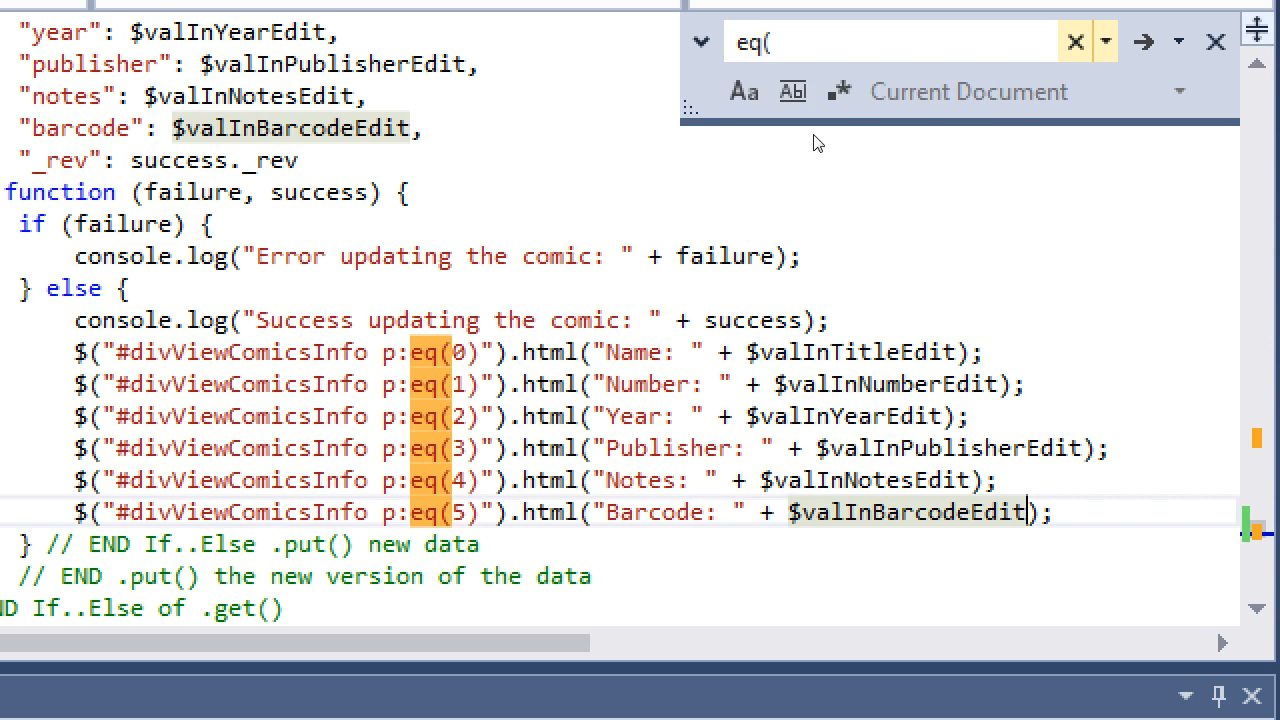 "year": $valInYearEdit,
"publisher": $valInPublisherEdit,
"notes": $valInNotesEdit,
"barcode": $valInBarcodeEdit,
"_rev": success._rev
function (failure, success) {
if (failure) {
console.log("Error updating the comic: " + failure);
} else {
console.log("Success updating the comic: " + success);
$("#divViewComicsInfo p:eq(0)").html("Name: " + $valInTitleEdit);
$("#divViewComicsInfo p:eq(1)").html("Number: " + $valInNumberEdit);
$("#divViewComicsInfo p:eq(2)").html("Year: " + $valInYearEdit);
$("#divViewComicsInfo p:eq(3)").html("Publisher: " + $valInPublisherEdit);
$("#divViewComicsInfo p:eq(4)").html("Notes: " + $valInNotesEdit);
$("#divViewComicsInfo p:eq(5)").html("Barcode: " + $valInBarcodeEdit);
} // END If..Else .put() new data
// END .put() the new version of the data
ND If..Else of .get()
eq(
Aa Abl .* Current Document